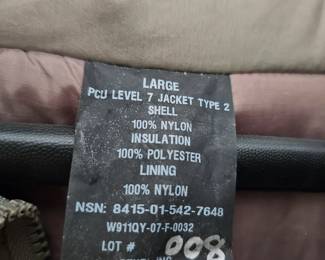 LARGE
PCU LEVEL 7 JACKET TYPE 2
SHELL
100% NYLON
INSULATION
100% POLYESTER
LINING
100% NYLON
NSN: 8415-01-542-7648
W911QY-07-F-0032
LOT # 008